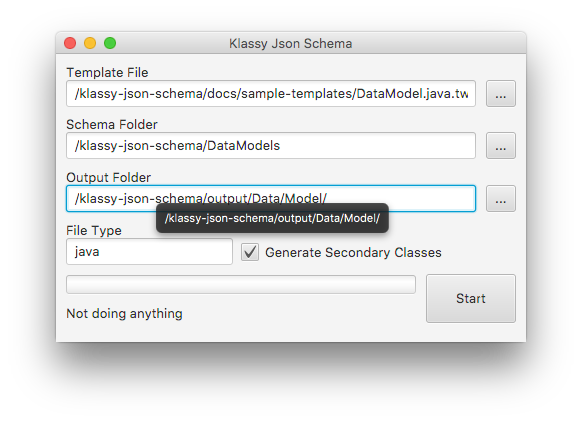 Klassy Json Schema
Template File
/klassy-json-schema/docs/sample-templates/DataModel.java.tw
...
Schema Folder
/klassy-json-schema/DataModels
...
Output Folder
/klassy-json-schema/output/Data/Model/
...
/klassy-json-schema/output/Data/Model/
File Type
java
Generate Secondary Classes
Start
Not doing anything